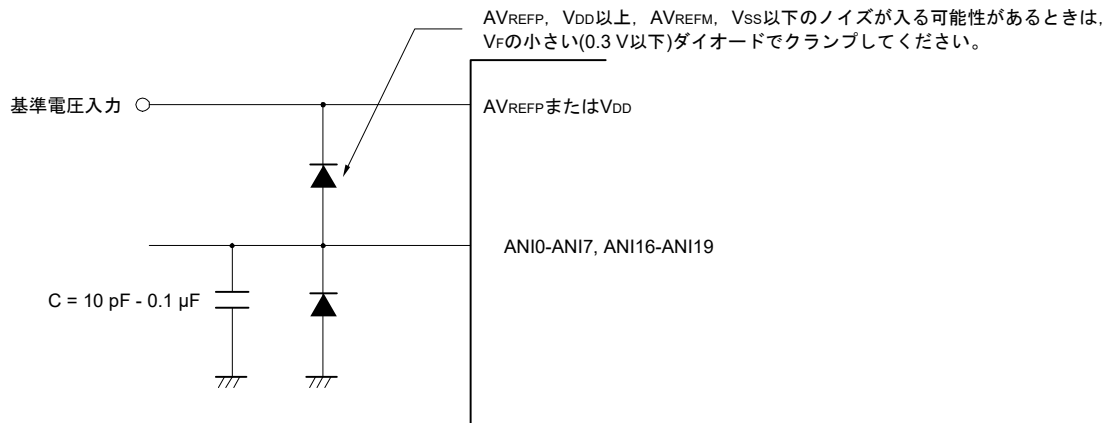 AVREFP，VDD以上，AVREFM，VSS以下のノイズが入る可能性があるときは，
VFの小さい(0.3 V以下)ダイオードでクランプしてください。
基準電圧入力
AVREFPまたはVDD
ANI0-ANI7, ANI16-ANI19
C = 10 pF - 0.1 μF